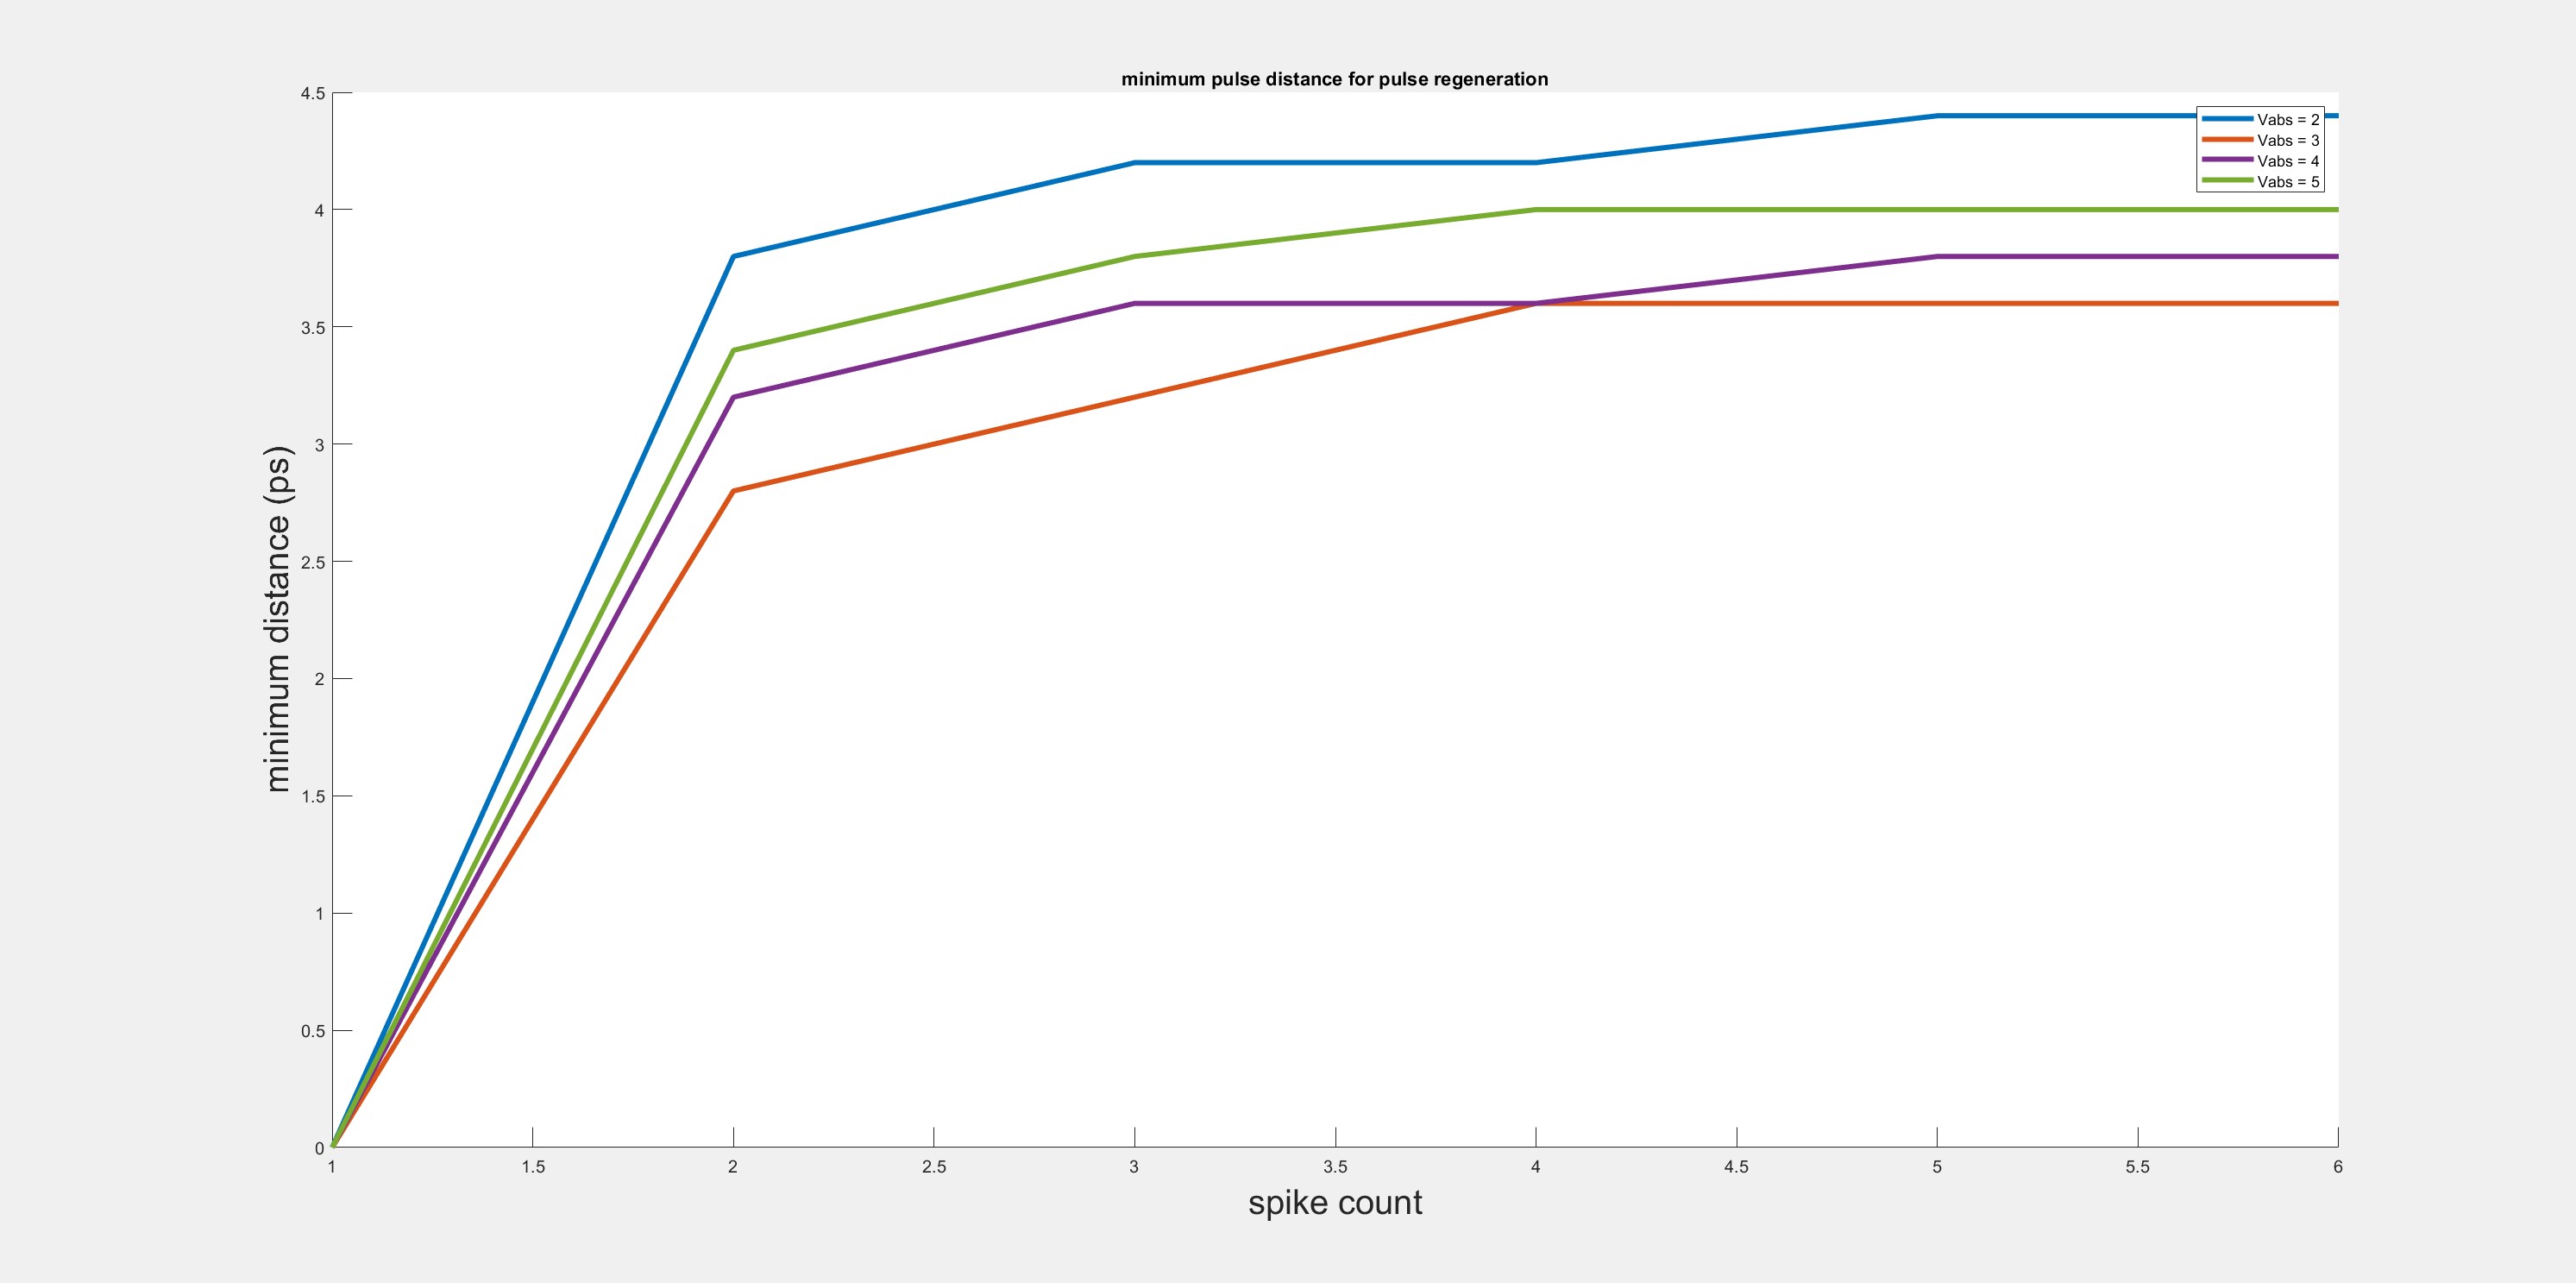 minimum pulse distance for pulse regeneration
4.5
4
3.5
3
2.5
2
1.5
1
0.5
0
minimum distance (ps)
Vabs = 2
Vabs = 3
Vabs = 4
Vabs = 5
1 1.5 2 2.5 3 3.5 4 4.5 5 5.5 6
spike count